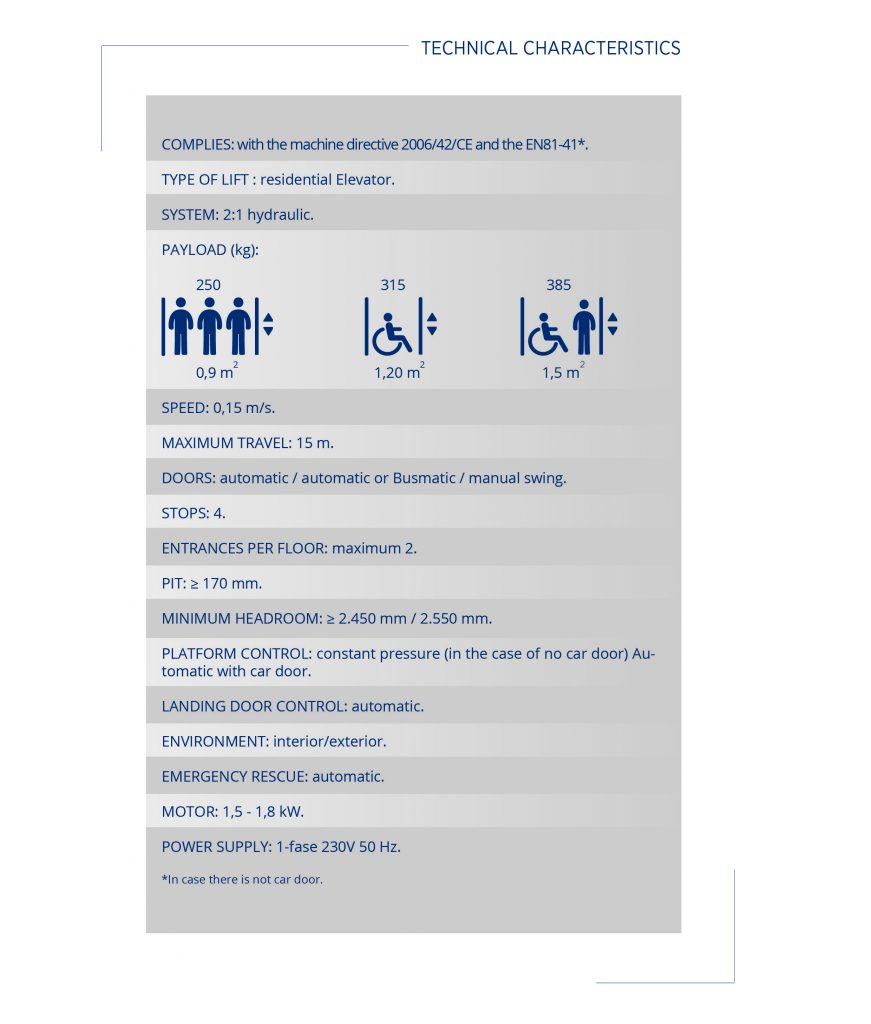 TECHNICAL CHARACTERISTICS
COMPLIES: with the machine directive 2006/42/CE and the EN81-41*.
TYPE OF LIFT : residential Elevator.
SYSTEM: 2:1 hydraulic.
PAYLOAD (kg):
250 315 385
0,9 m² 1,20 m² 1,5 m²
SPEED: 0,15 m/s.
MAXIMUM TRAVEL: 15 m.
DOORS: automatic / automatic or Busmatic / manual swing.
STOPS: 4.
ENTRANCES PER FLOOR: maximum 2.
PIT: ≥ 170 mm.
MINIMUM HEADROOM: ≥ 2.450 mm / 2.550 mm.
PLATFORM CONTROL: constant pressure (in the case of no car door) Au-
tomatic with car door.
LANDING DOOR CONTROL: automatic.
ENVIRONMENT: interior/exterior.
EMERGENCY RESCUE: automatic.
MOTOR: 1,5 - 1,8 kW.
POWER SUPPLY: 1-fase 230V 50 Hz.
*In case there is not car door.